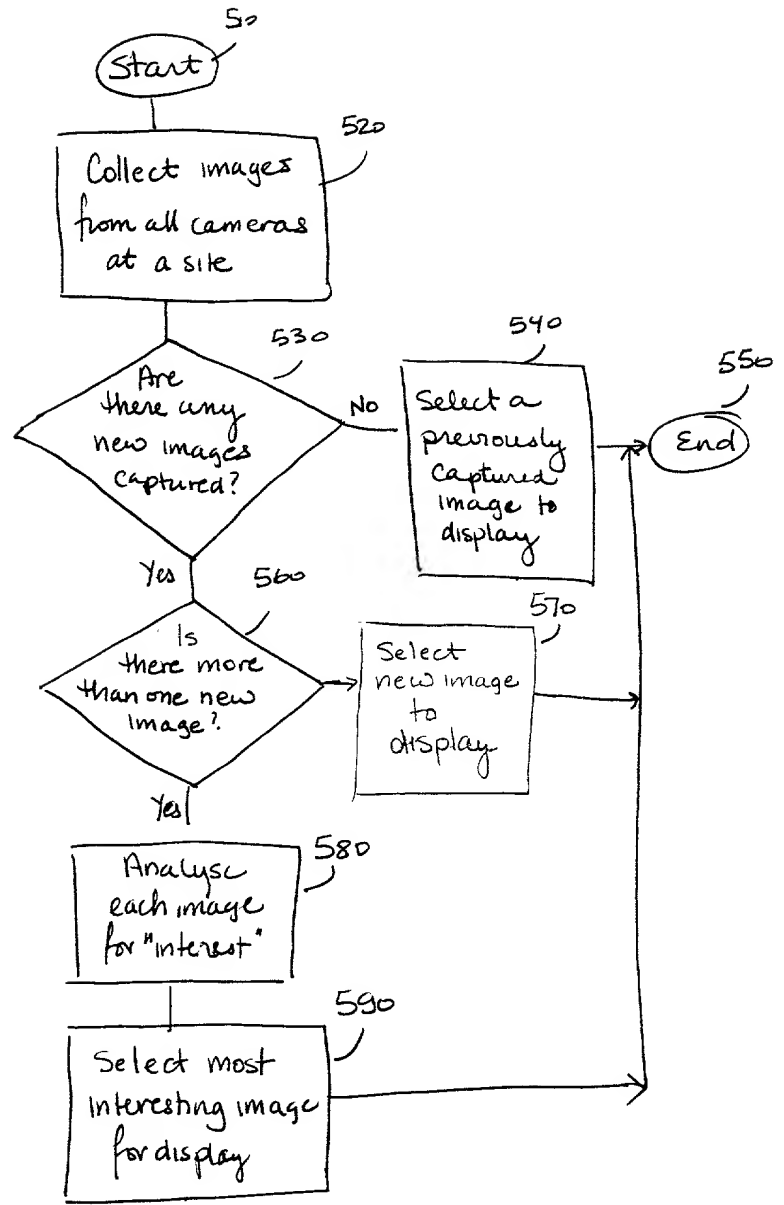 50
Start
520
Collect images
from all cameras
at a site
530
Are
there any
new images
captured?
No
540
Select a
previously
captured
image to
display
550
End
Yes
560
Is
there more
than one new
image?
570
Select
new image
to
display
Yes
580
Analyse
each image
for "interest"
590
Select most
interesting image
for display